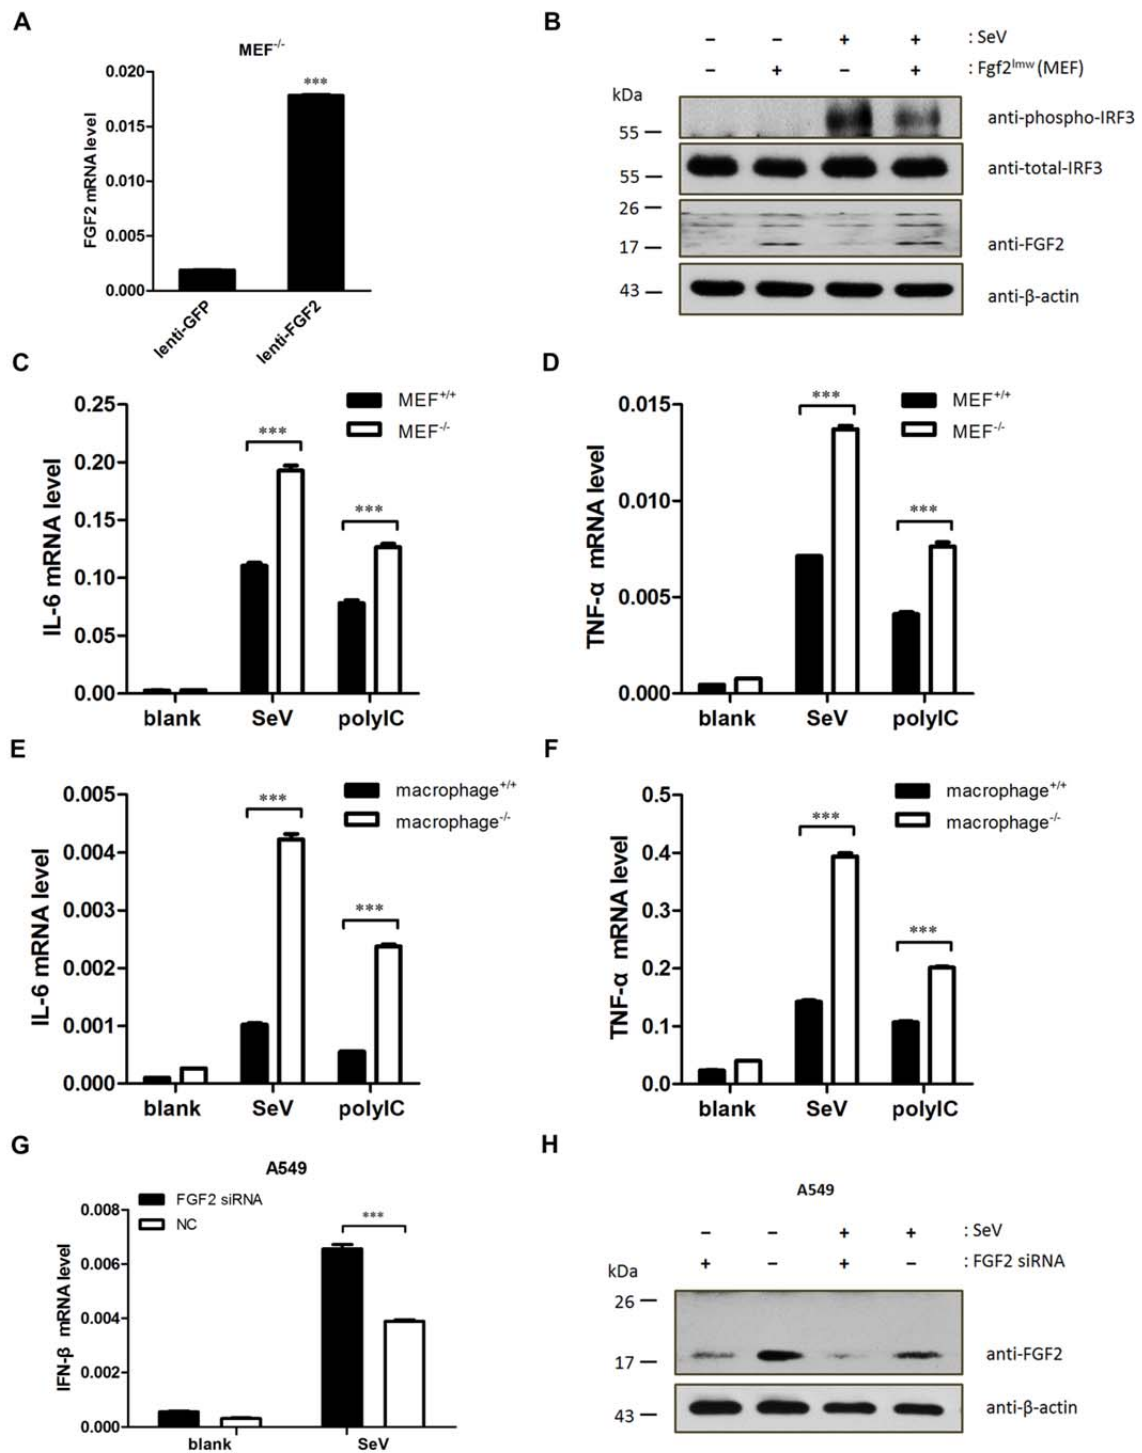 A
MEF-/-
***
0.020
0.015
0.010
0.005
0.000
FGF2 mRNA level
lenti-GFP
lenti-FGF2
B
– – + + : SeV
– + – + : Fgf2lmw (MEF)
kDa
55
anti-phospho-IRF3
55
anti-total-IRF3
26
17
anti-FGF2
43
anti-β-actin
C
MEF+/+
MEF-/-
***
***
0.25
0.20
0.15
0.10
0.05
0.00
IL-6 mRNA level
blank SeV polyIC
D
MEF+/+
MEF-/-
***
***
0.015
0.010
0.005
0.000
TNF-α mRNA level
blank SeV polyIC
E
macrophage+/+
macrophage-/-
***
***
0.005
0.004
0.003
0.002
0.001
0.000
IL-6 mRNA level
blank SeV polyIC
F
macrophage+/+
macrophage-/-
***
***
0.5
0.4
0.3
0.2
0.1
0.0
TNF-α mRNA level
blank SeV polyIC
G
A549
FGF2 siRNA
NC
***
0.008
0.006
0.004
0.002
0.000
IFN-β mRNA level
blank SeV
H
A549
– – + + : SeV
+ – + – : FGF2 siRNA
kDa
26
17
anti-FGF2
43
anti-β-actin